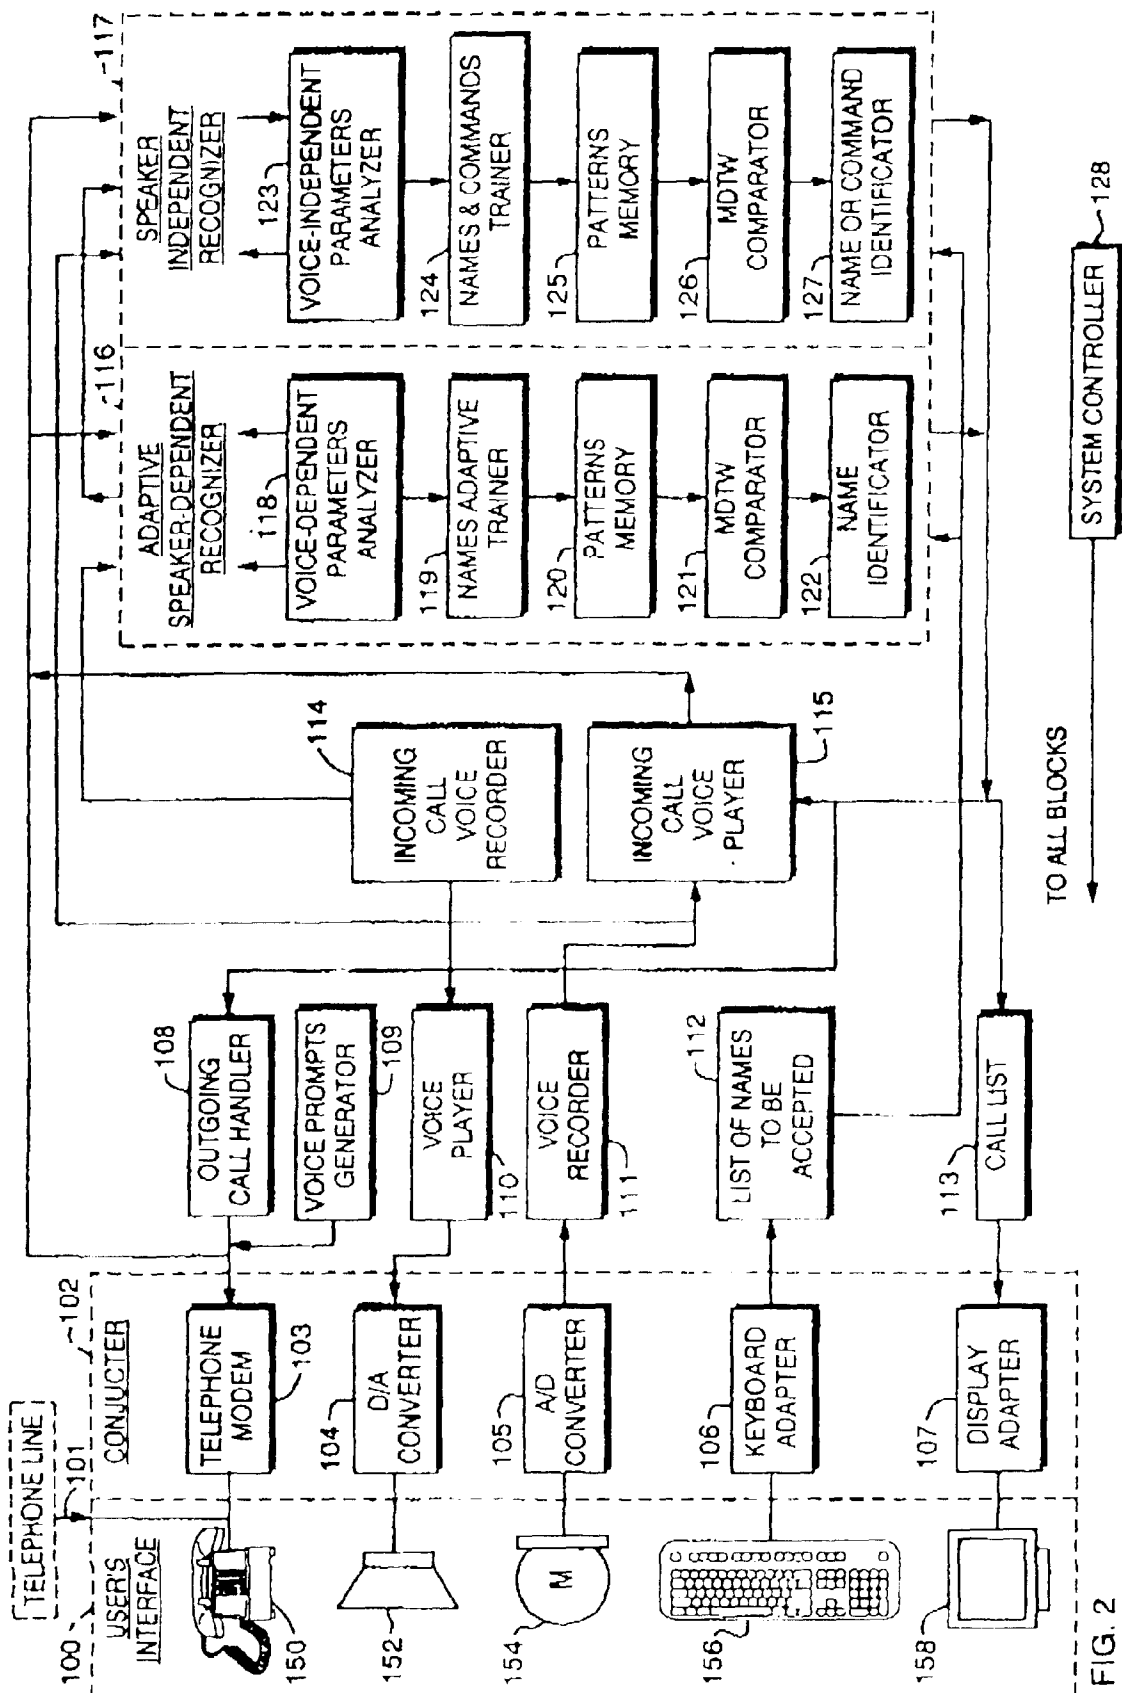 TELEPHONE LINE
100
101
102
USER'S
INTERFACE
CONJUCTER
150
TELEPHONE
MODEM
103
152
104
D/A
CONVERTER
154
M
105
A/D
CONVERTER
156
106
KEYBOARD
ADAPTER
158
107
DISPLAY
ADAPTER
108
OUTGOING
CALL HANDLER
VOICE PROMPTS
GENERATOR
109
VOICE
PLAYER
110
VOICE
RECORDER
111
112
LIST OF NAMES
TO BE
ACCEPTED
113
CALL LIST
114
INCOMING
CALL
VOICE
RECORDER
INCOMING
CALL
VOICE
PLAYER
115
116
ADAPTIVE
SPEAKER-DEPENDENT
RECOGNIZER
118
VOICE-DEPENDENT
PARAMETERS
ANALYZER
119
NAMES ADAPTIVE
TRAINER
120
PATTERNS
MEMORY
121
MDTW
COMPARATOR
122
NAME
IDENTIFICATOR
117
SPEAKER
INDEPENDENT
RECOGNIZER
123
VOICE-INDEPENDENT
PARAMETERS
ANALYZER
124
NAMES & COMMANDS
TRAINER
125
PATTERNS
MEMORY
126
MDTW
COMPARATOR
127
NAME OR COMMAND
IDENTIFICATOR
TO ALL BLOCKS
SYSTEM CONTROLLER
128
FIG. 2